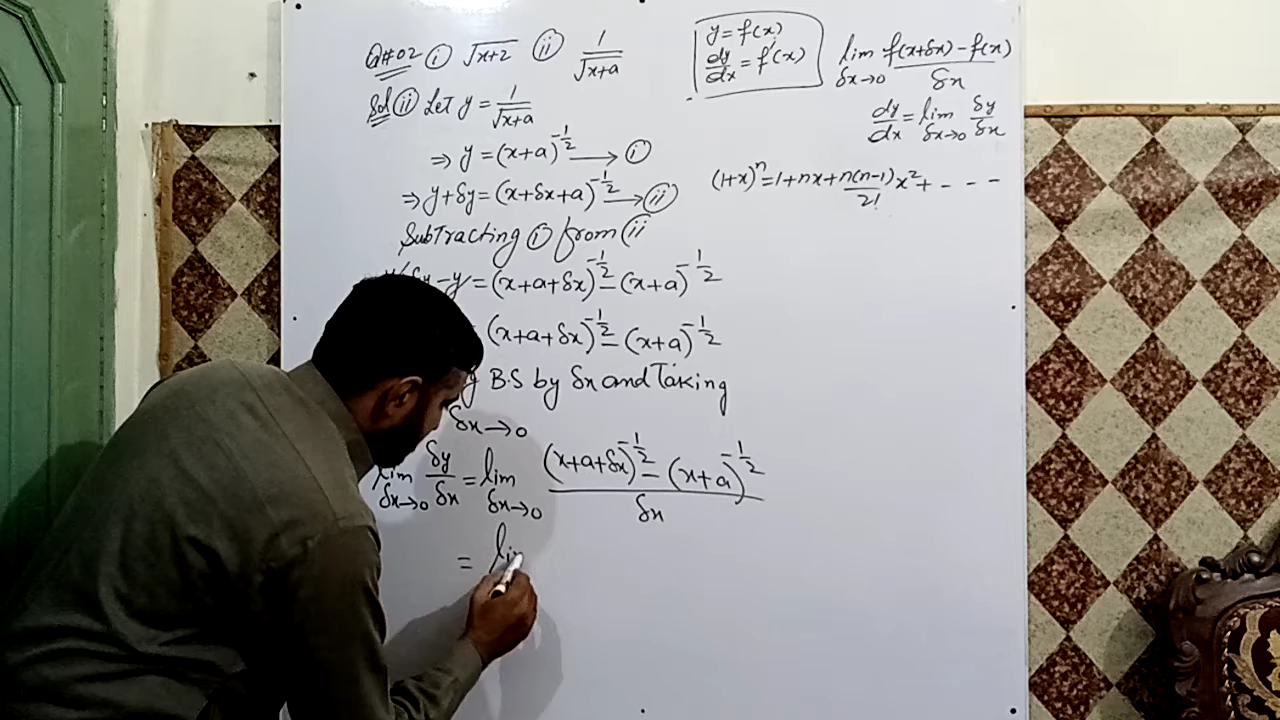 Q#02 (i) √x+2 (ii) 1/√x+a
Sol (ii) Let y = 1/√x+a
⇒ y = (x+a)^-1/2 → (i)
⇒ y+δy = (x+δx+a)^-1/2 → (ii)
Subtracting (i) from (ii
-y = (x+a+δx)^-1/2 - (x+a)^-1/2
(x+a+δx)^-1/2 - (x+a)^-1/2
B.S by δx and Taking
δx→0
lim δx→0 δy/δx = lim δx→0 (x+a+δx)^-1/2 - (x+a)^-1/2 / δx
= li
y = f(x)
dy/dx = f'(x)
lim δx→0 f(x+δx) - f(x) / δx
dy/dx = lim δx→0 δy/δx
(1+x)^n = 1+nx+n(n-1)/2! x^2 + - - -